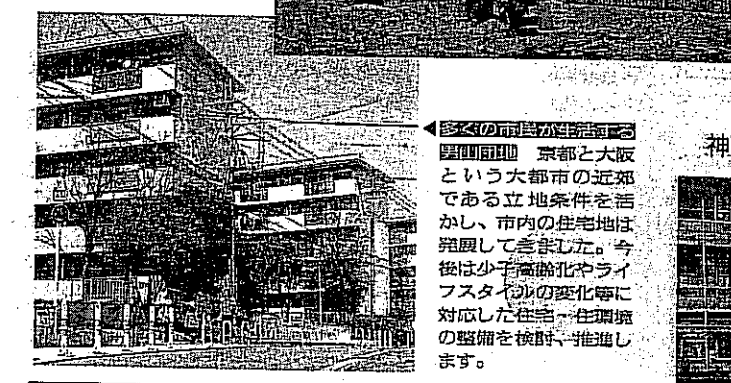 ◀多くの市民が生活する
男山団地　京都と大阪
という大都市の近郊
である立地条件を活
かし、市内の住宅地は
発展してきました。今
後は少子高齢化やライ
フスタイルの変化等に
対応した住宅・住環境
の整備を検討、推進し
ます。
神